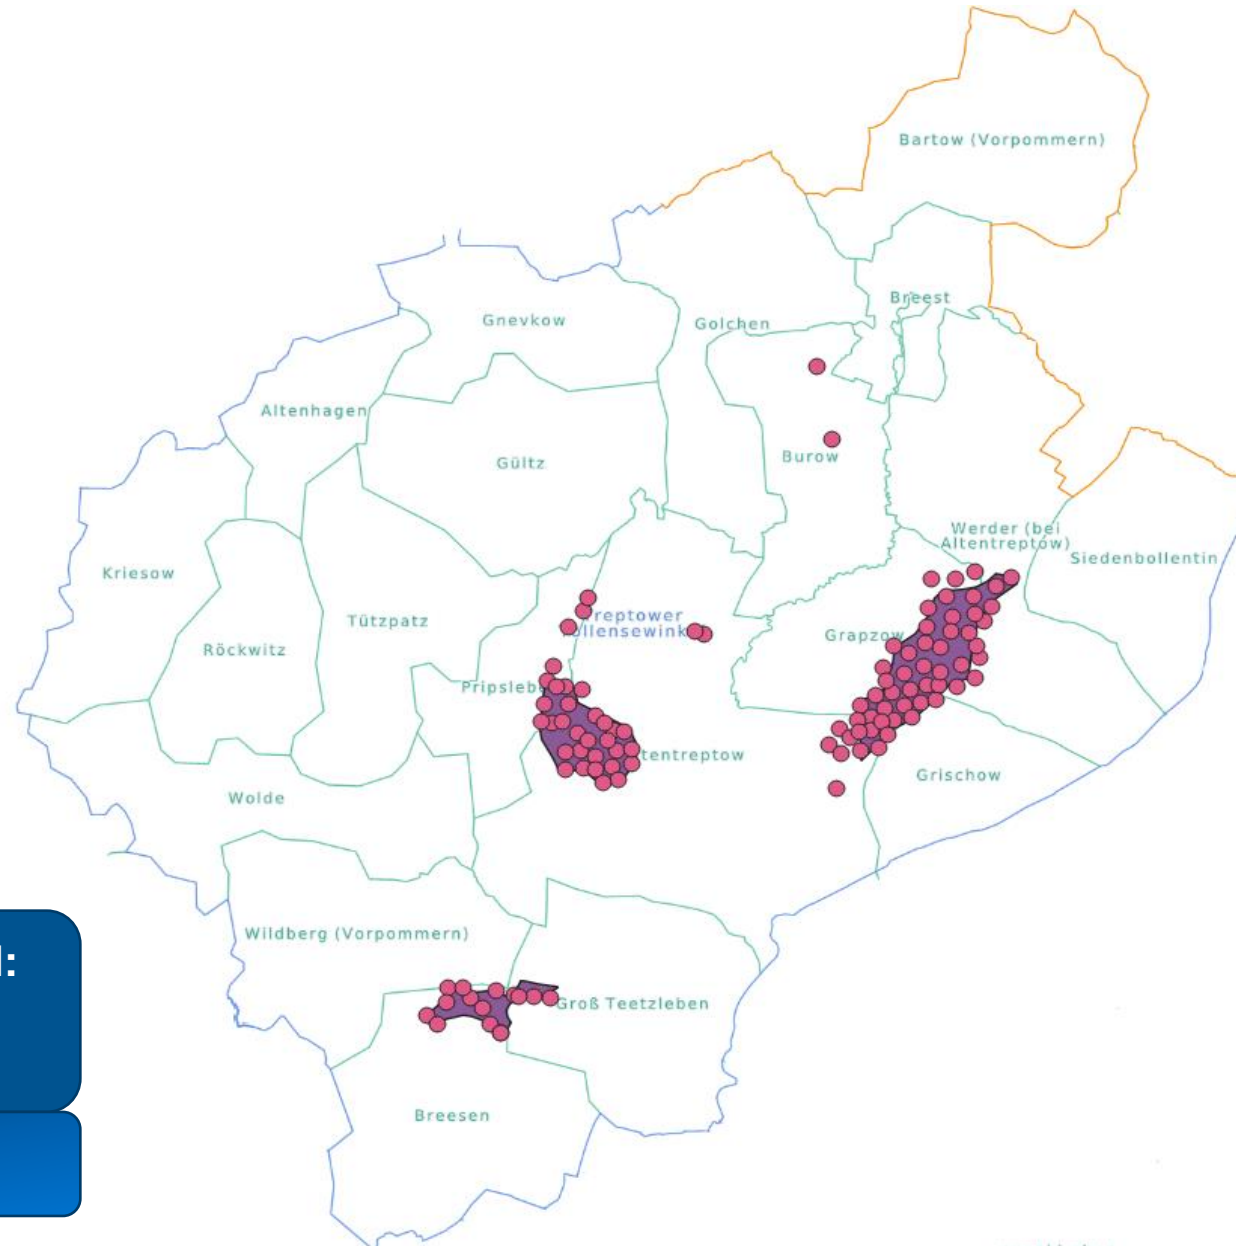 Bartow (Vorpommern)
Breest
Gnevkow
Golchen
Altenhagen
Gültz
Burow
Werder (bei
Altentreptow)
Siedenbollentin
Kriesow
Tützpatz
Röckwitz
reptower
ollensewink
Grapzow
Pripsleb
tentreptow
Grischow
Wolde
Wildberg (Vorpommern)
Groß Teetzleben
Breesen